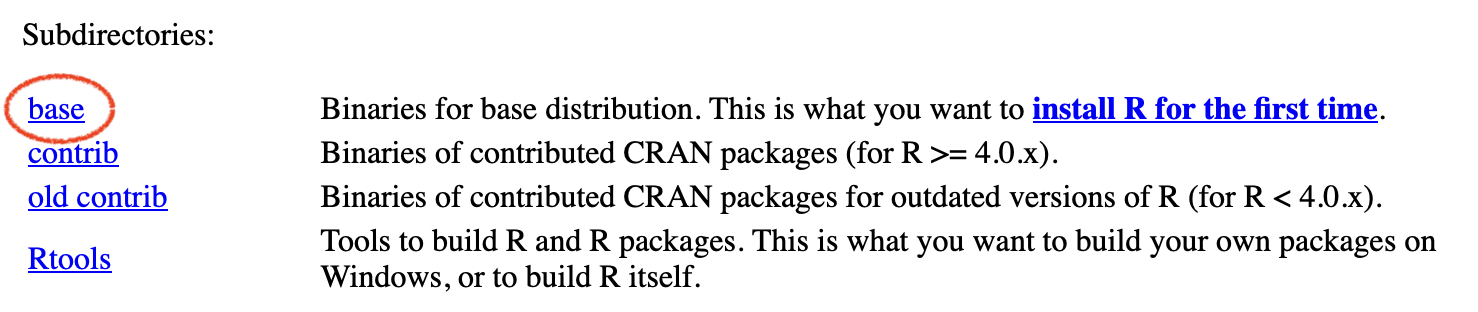 Subdirectories:
base Binaries for base distribution. This is what you want to install R for the first time.
contrib Binaries of contributed CRAN packages (for R >= 4.0.x).
old contrib Binaries of contributed CRAN packages for outdated versions of R (for R < 4.0.x).
Rtools Tools to build R and R packages. This is what you want to build your own packages on
Windows, or to build R itself.